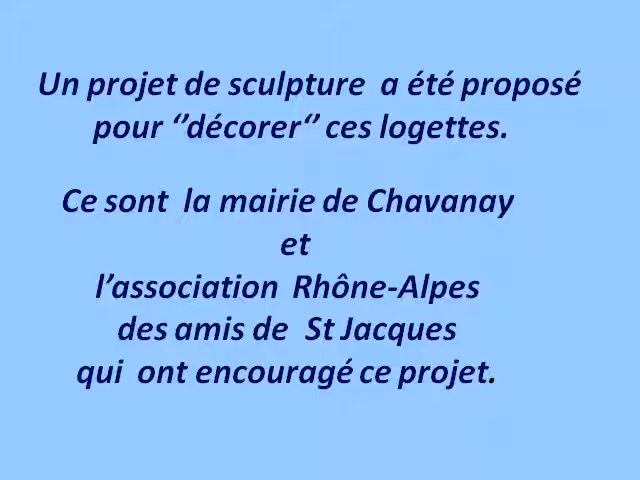 Un projet de sculpture a été proposé
pour ‘’décorer‘’ ces logettes.
Ce sont la mairie de Chavanay
et
l’association Rhône-Alpes
des amis de St Jacques
qui ont encouragé ce projet.